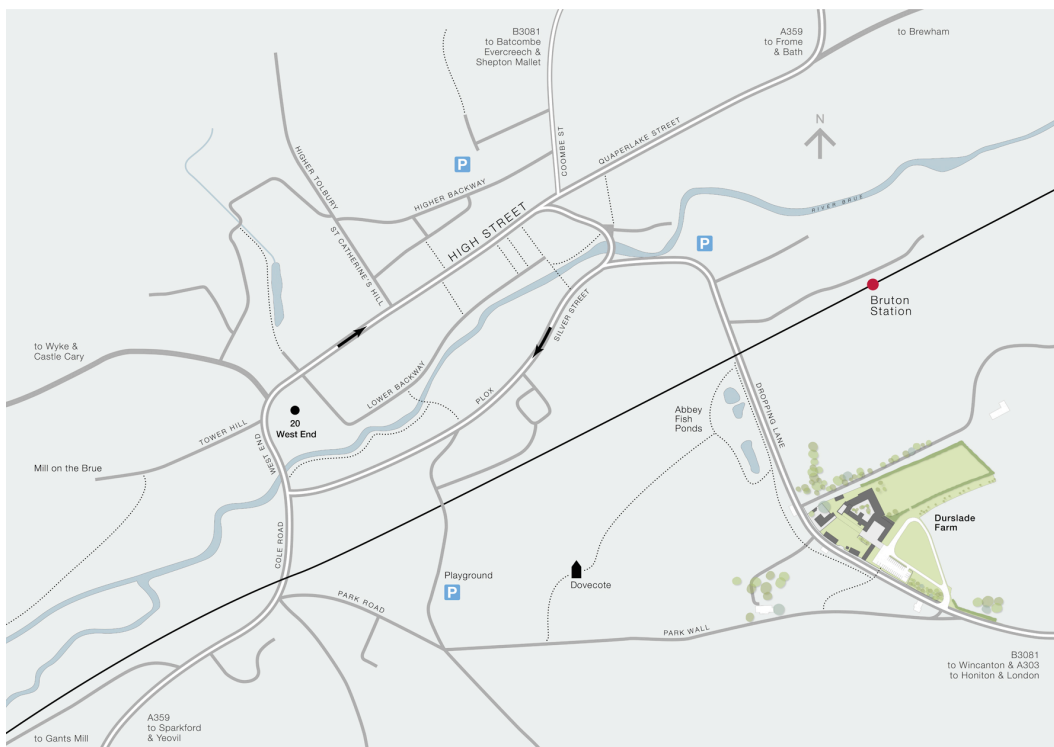 B3081
to Batcombe
Evercreech &
Shepton Mallet
A359
to Frome
& Bath
to Brewham
N
QUAPERLAKE STREET
COOMBE ST
P
HIGHER TOLBURY
HIGHER BACKWAY
HIGH STREET
ST CATHERINE'S HILL
RIVER BRUE
P
Bruton
Station
SILVER STREET
to Wyke &
Castle Cary
LOWER BACKWAY
PLOX
DROPPING LANE
Abbey
Fish
Ponds
20
West End
TOWER HILL
WEST END
Mill on the Brue
Durslade
Farm
COLE ROAD
Playground
P
Dovecote
PARK ROAD
PARK WALL
B3081
to Wincanton & A303
to Honiton & London
A359
to Sparkford
& Yeovil
to Gants Mill